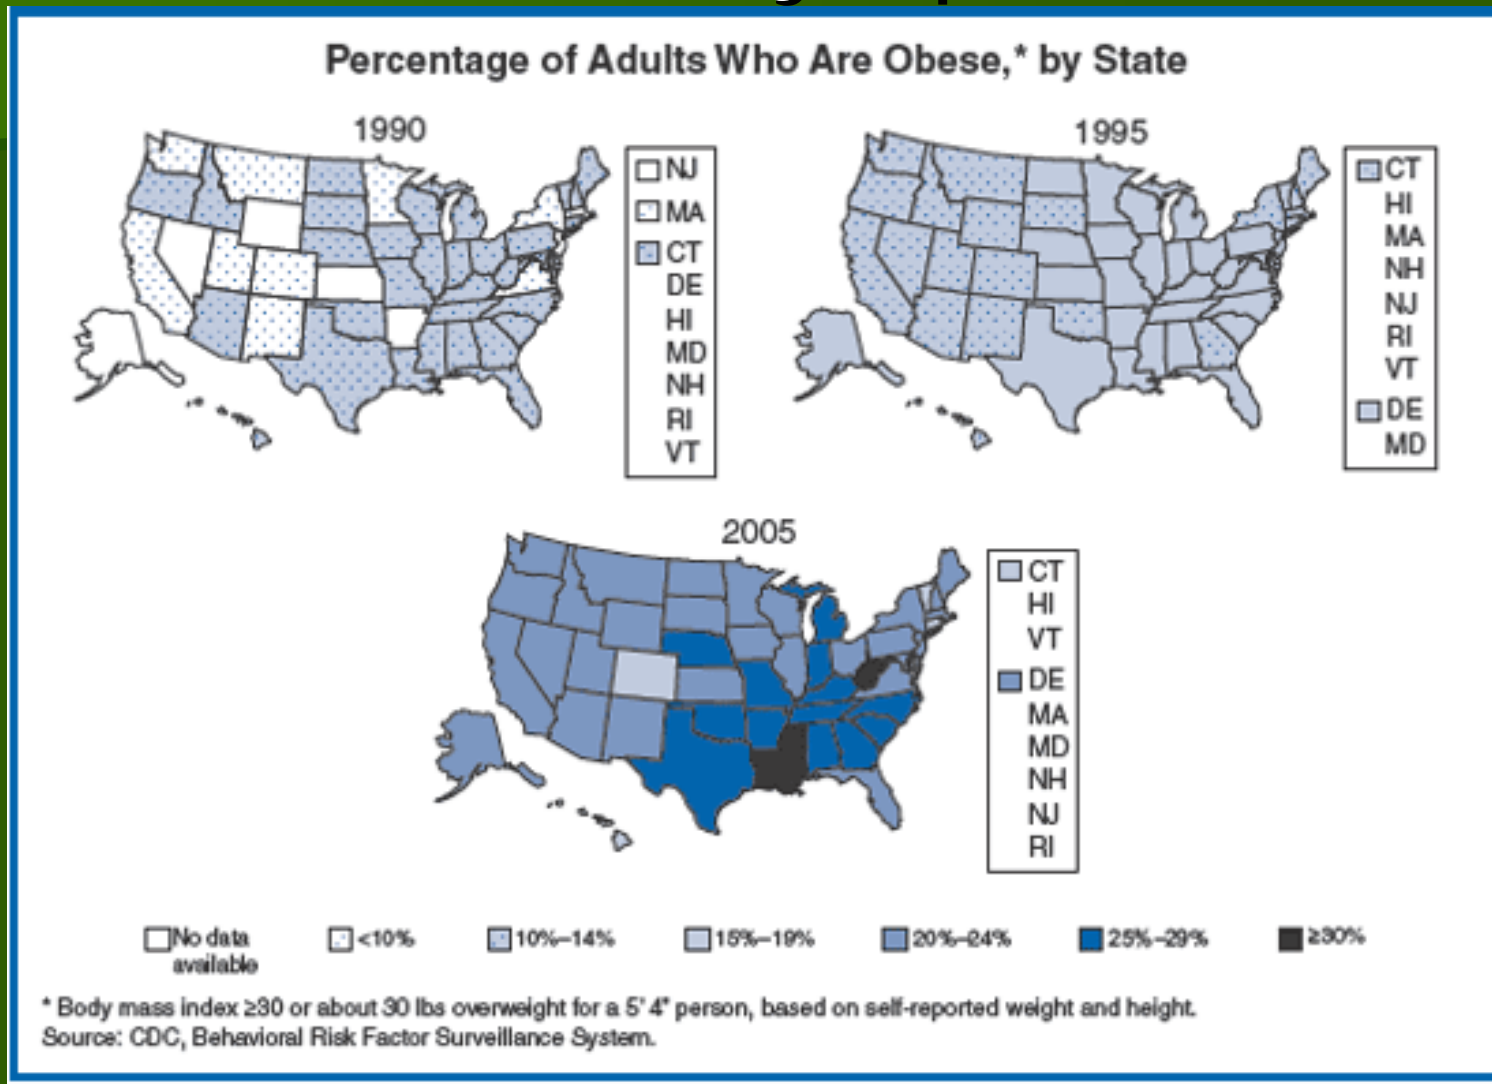 Percentage of Adults Who Are Obese,* by State
1990
NJ
MA
CT
DE
HI
MD
NH
RI
VT
1995
CT
HI
MA
NH
NJ
RI
VT
DE
MD
2005
CT
HI
VT
DE
MA
MD
NH
NJ
RI
No data
available
<10%
10%–14%
15%–19%
20%–24%
25%–29%
≥30%
* Body mass index ≥30 or about 30 lbs overweight for a 5' 4" person, based on self-reported weight and height.
Source: CDC, Behavioral Risk Factor Surveillance System.